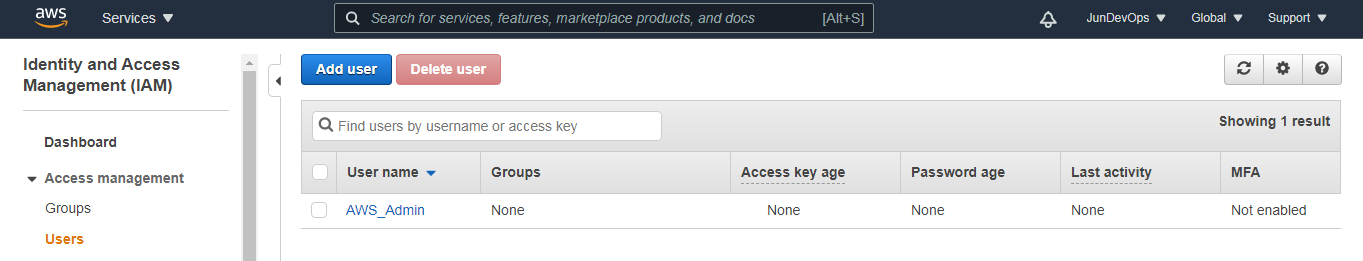 aws Services Search for services, features, marketplace products, and docs [Alt+S] JunDevOps Global Support
Identity and Access
Management (IAM)
Dashboard
Access management
Groups
Users
Add user Delete user
Find users by username or access key Showing 1 result
User name Groups Access key age Password age Last activity MFA
AWS_Admin None None None None Not enabled